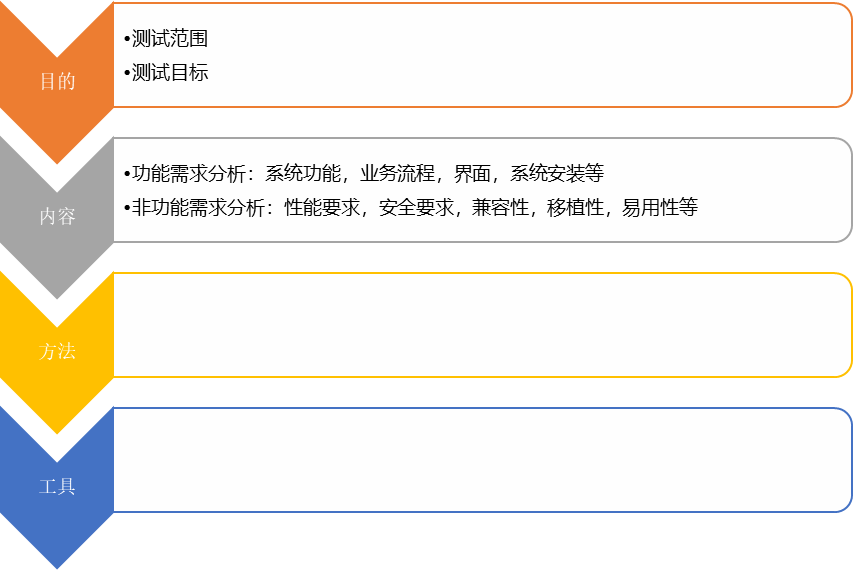 目的
•测试范围
•测试目标
内容
•功能需求分析：系统功能，业务流程，界面，系统安装等
•非功能需求分析：性能要求，安全要求，兼容性，移植性，易用性等
方法
工具